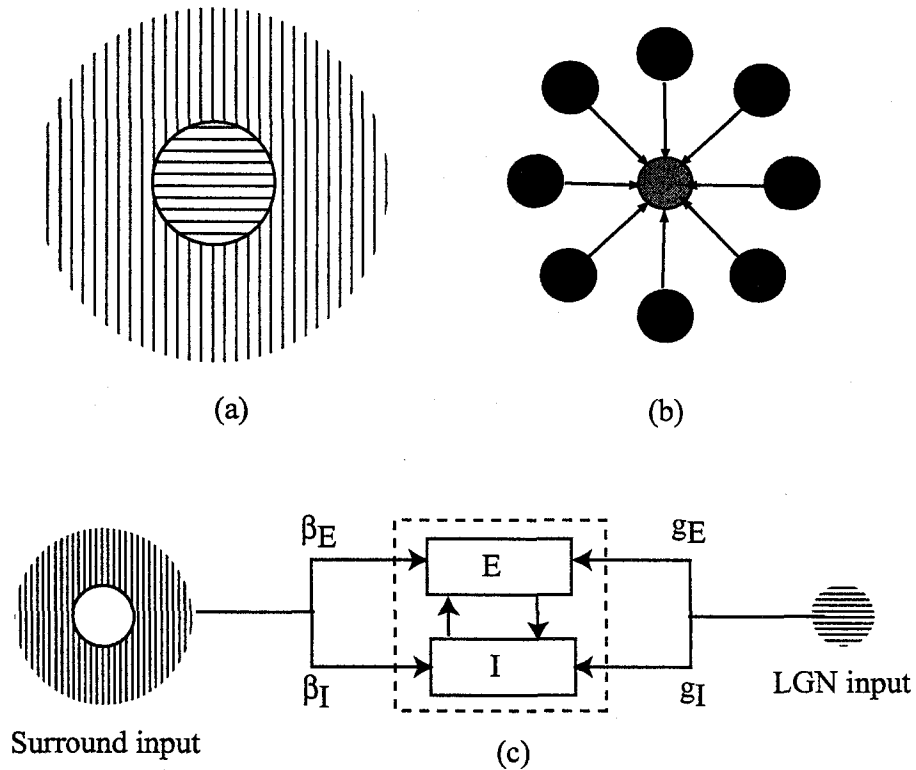 (a)
(b)
β_E
g_E
E
I
β_I
g_I
LGN input
Surround input
(c)